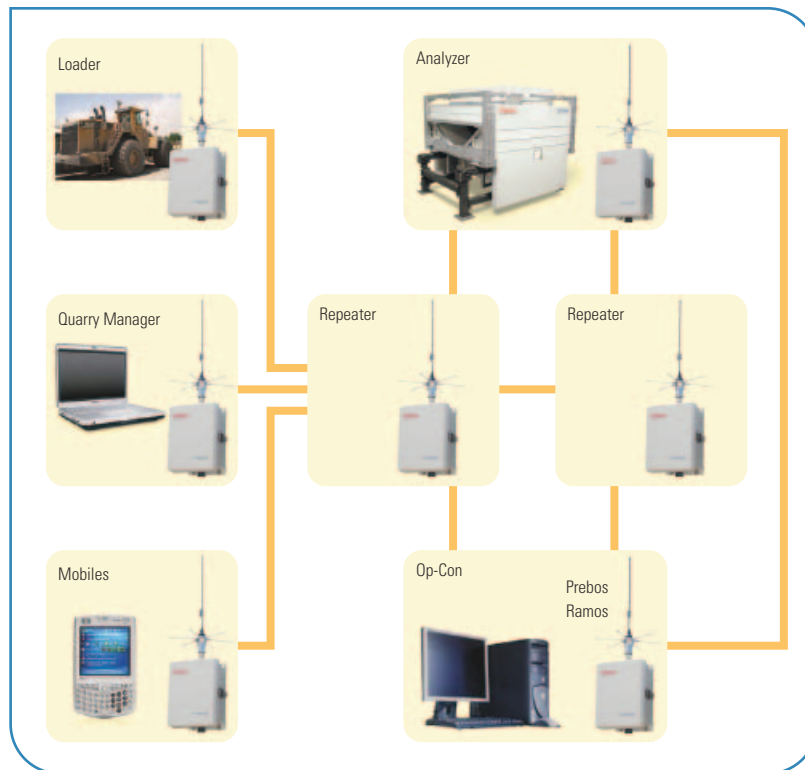 Loader
Analyzer
Quarry Manager
Repeater
Repeater
Mobiles
Op-Con
Prebos
Ramos